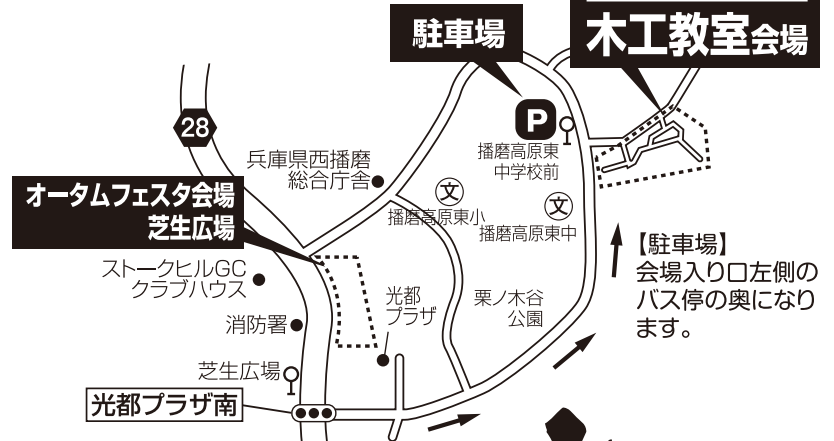 駐車場
木工教室会場
28
P
播磨高原東
中学校前
兵庫県西播磨
総合庁舎
オータムフェスタ会場
芝生広場
文
播磨高原東小
文
播磨高原東中
【駐車場】
会場入り口左側の
バス停の奥になり
ます。
ストークヒルGC
クラブハウス
光都
プラザ
栗ノ木谷
公園
消防署
芝生広場
光都プラザ南